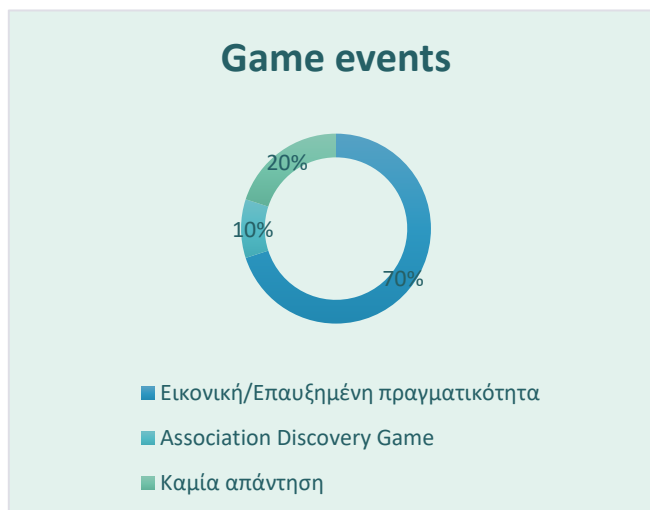 Game events
20%
10%
70%
Εικονική/Επαυξημένη πραγματικότητα
Association Discovery Game
Καμία απάντηση